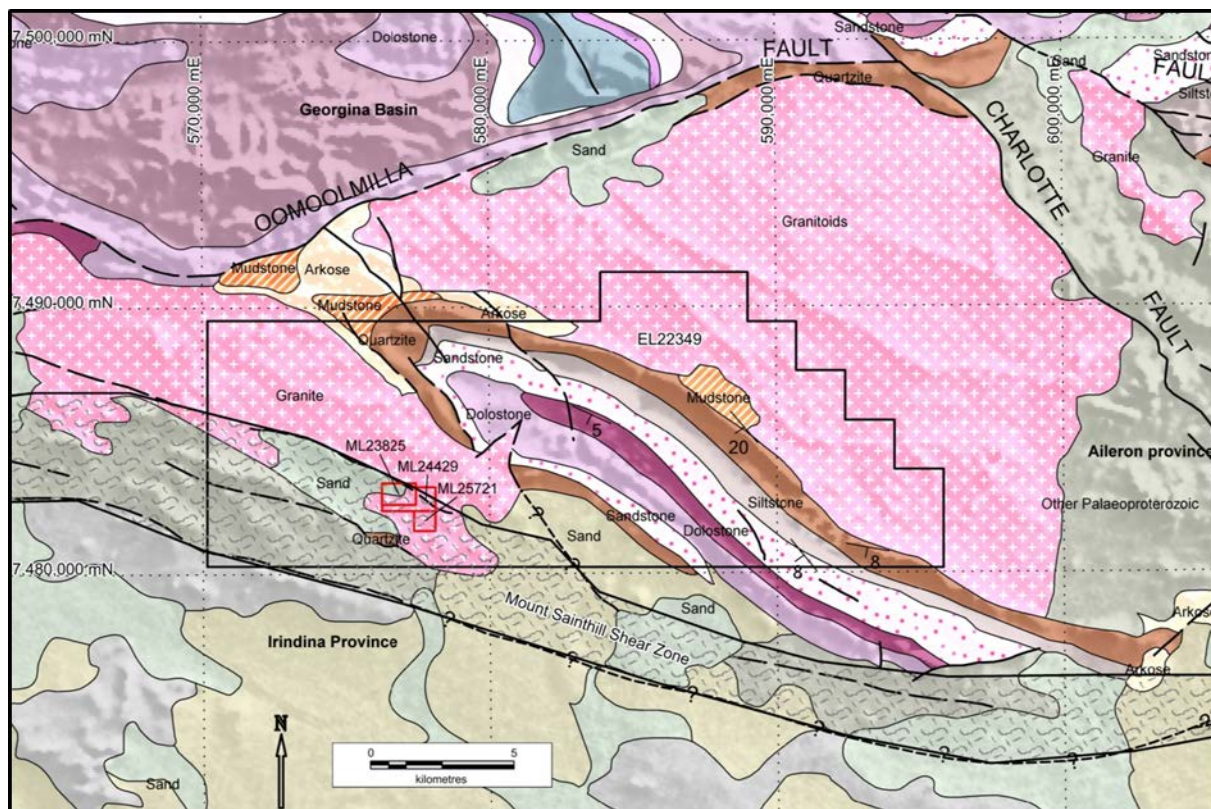 7,500,000 mN
Dolostone
Sandstone
FAULT
Quartzite
Sand
Sandstone
FAULT
Siltstone
570,000 mE
580,000 mE
590,000 mE
600,000 mE
Georgina Basin
Sand
CHARLOTTE
Granite
OOMOOLMILLA
Granitoids
Mudstone
Arkose
7,490,000 mN
Mudstone
Arkose
FAULT
Quartzite
EL22349
Sandstone
Granite
Mudstone
Dolostone
5
20
ML23825
ML24429
ML25721
Aileron province
Sand
Siltstone
Other Palaeoproterozoic
Sandstone
Dolostone
Quartzite
Sand
?
8
8
7,480,000 mN
?
Sand
Arkose
Mount Sainthill Shear Zone
?
Irindina Province
?
Arkose
?
?
?
?
?
N
0 5
kilometres
Sand